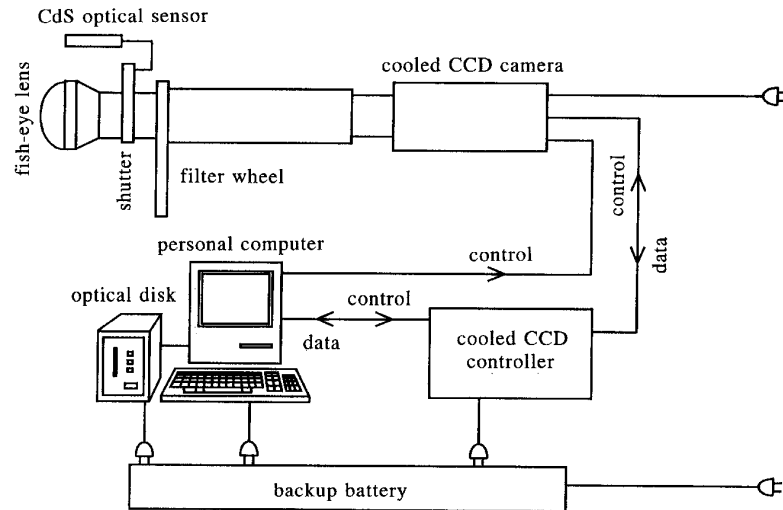 CdS optical sensor
fish-eye lens
shutter
filter wheel
cooled CCD camera
control
data
personal computer
control
optical disk
control
data
cooled CCD
controller
backup battery